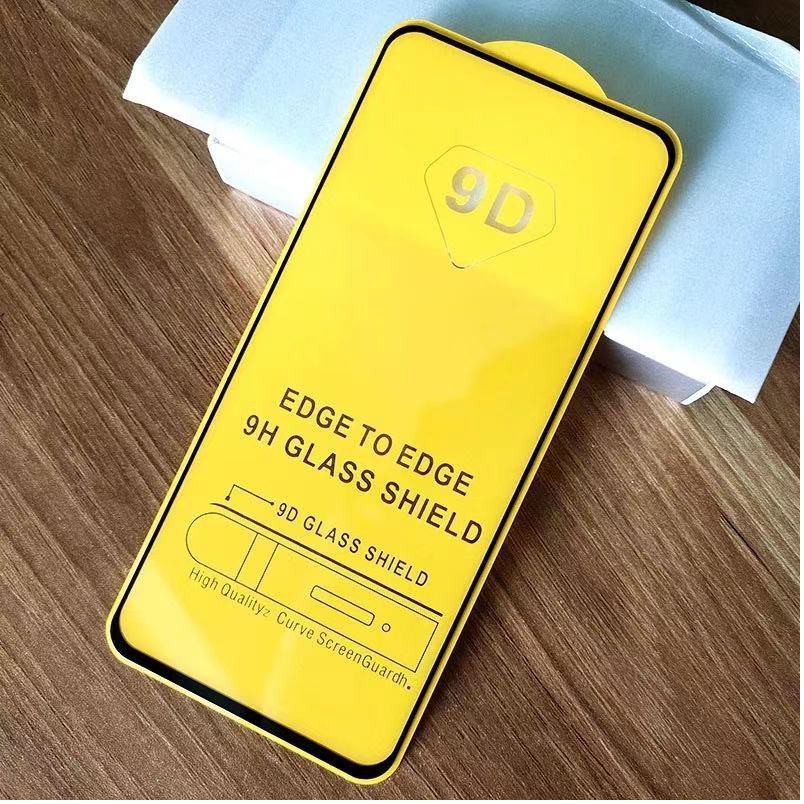 9D
EDGE TO EDGE
9H GLASS SHIELD
9D GLASS SHIELD
High Qualityz Curve ScreenGuardh.